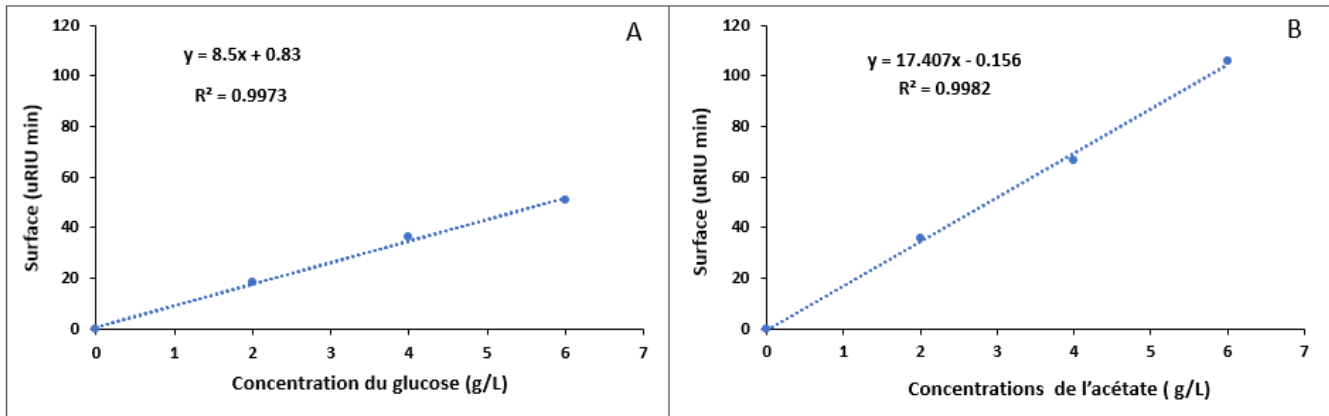 A
y = 8.5x + 0.83
R² = 0.9973
120
100
80
60
40
20
0
Surface (uRIU min)
0 1 2 3 4 5 6 7
Concentration du glucose (g/L)
B
y = 17.407x - 0.156
R² = 0.9982
120
100
80
60
40
20
0
Surface (uRIU min)
0 1 2 3 4 5 6 7
Concentrations de l'acétate ( g/L)